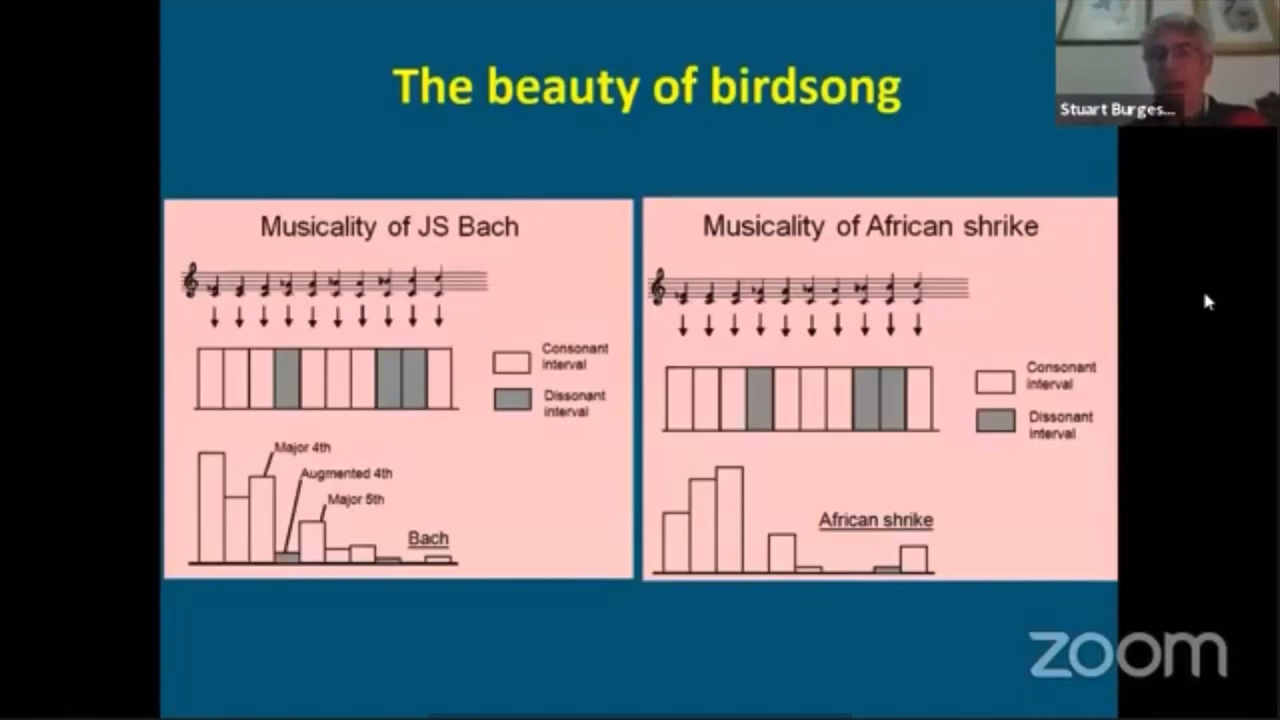 The beauty of birdsong
Stuart Burges...
Musicality of JS Bach
Consonant
interval
Dissonant
interval
Major 4th
Augmented 4th
Major 5th
Bach
Musicality of African shrike
Consonant
interval
Dissonant
interval
African shrike
zoom